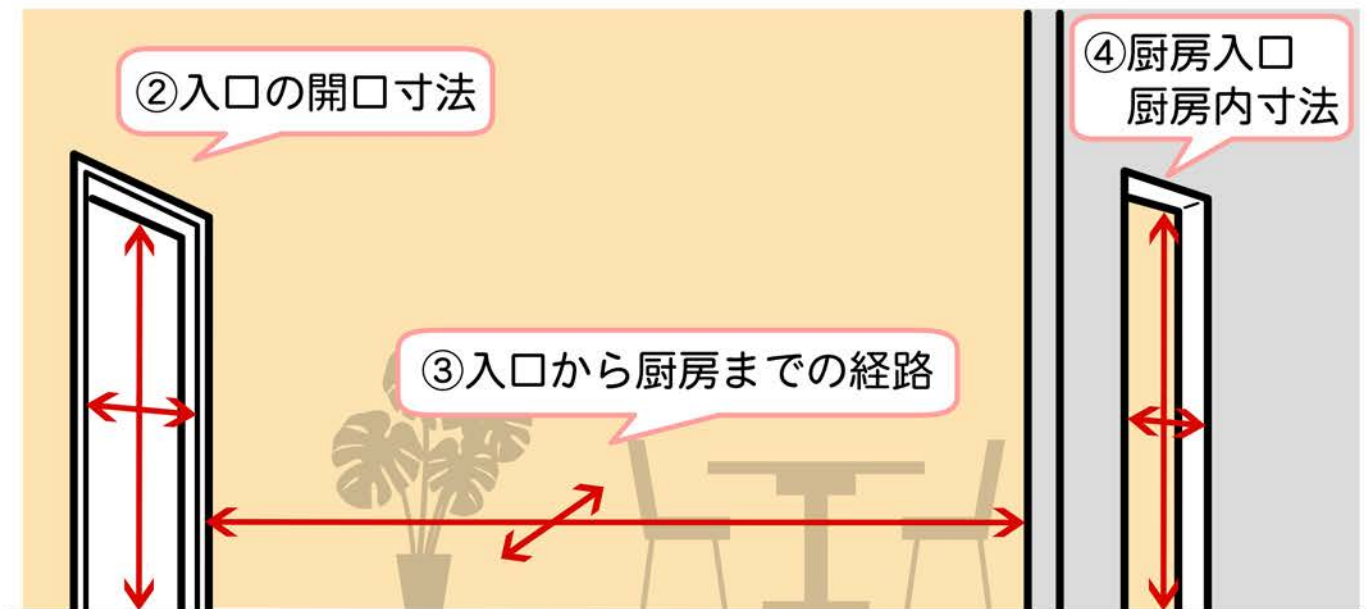 ②入口の開口寸法
④厨房入口
厨房内寸法
③入口から厨房までの経路